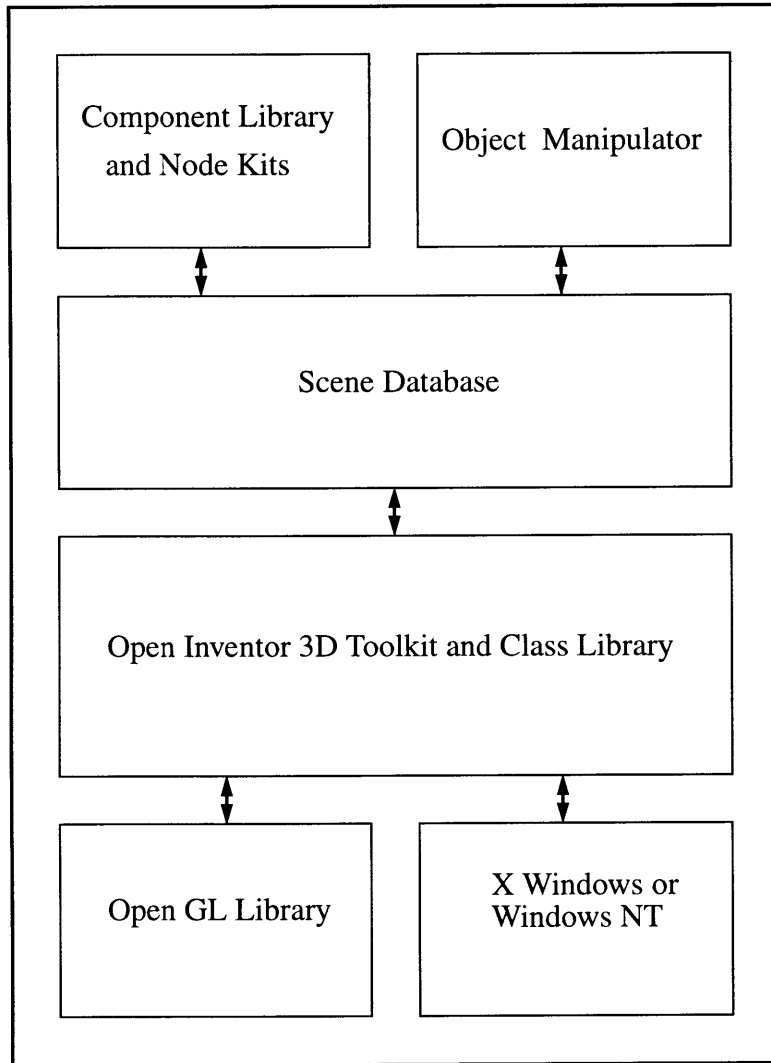 Component Library
and Node Kits
Object Manipulator
Scene Database
Open Inventor 3D Toolkit and Class Library
Open GL Library
X Windows or
Windows NT